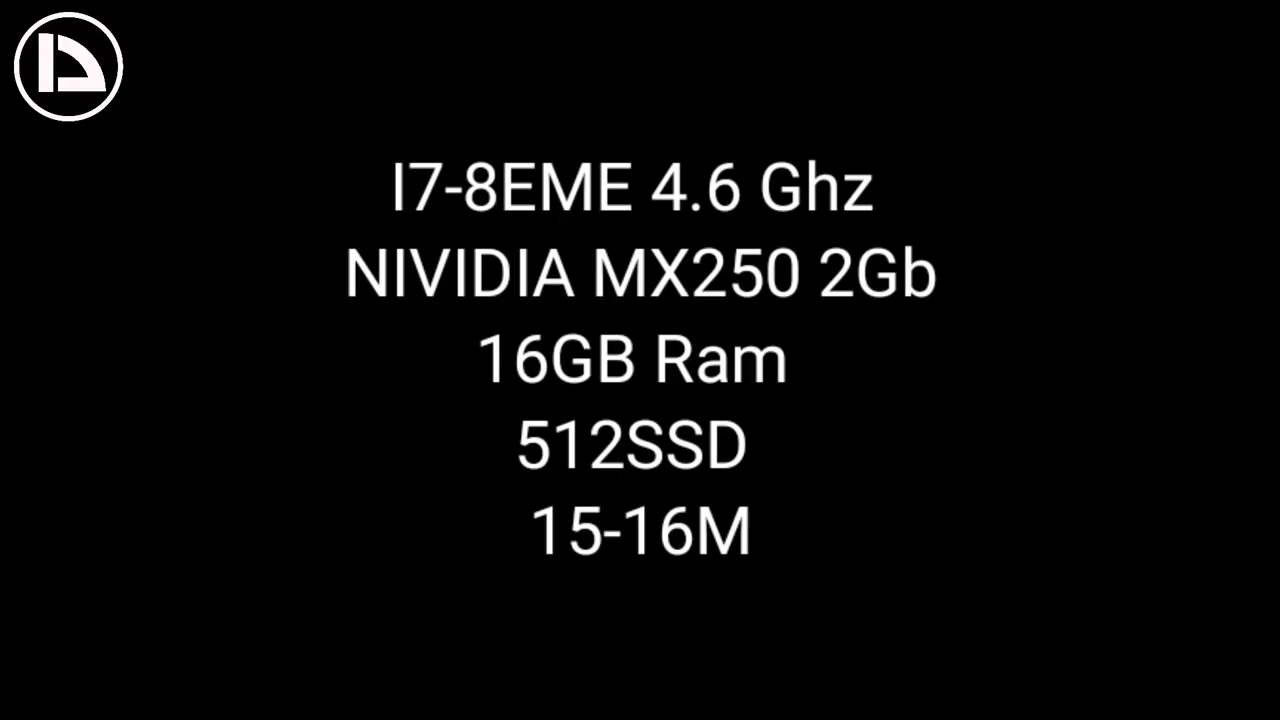 I7-8EME 4.6 Ghz
NIVIDIA MX250 2Gb
16GB Ram
512SSD
15-16M